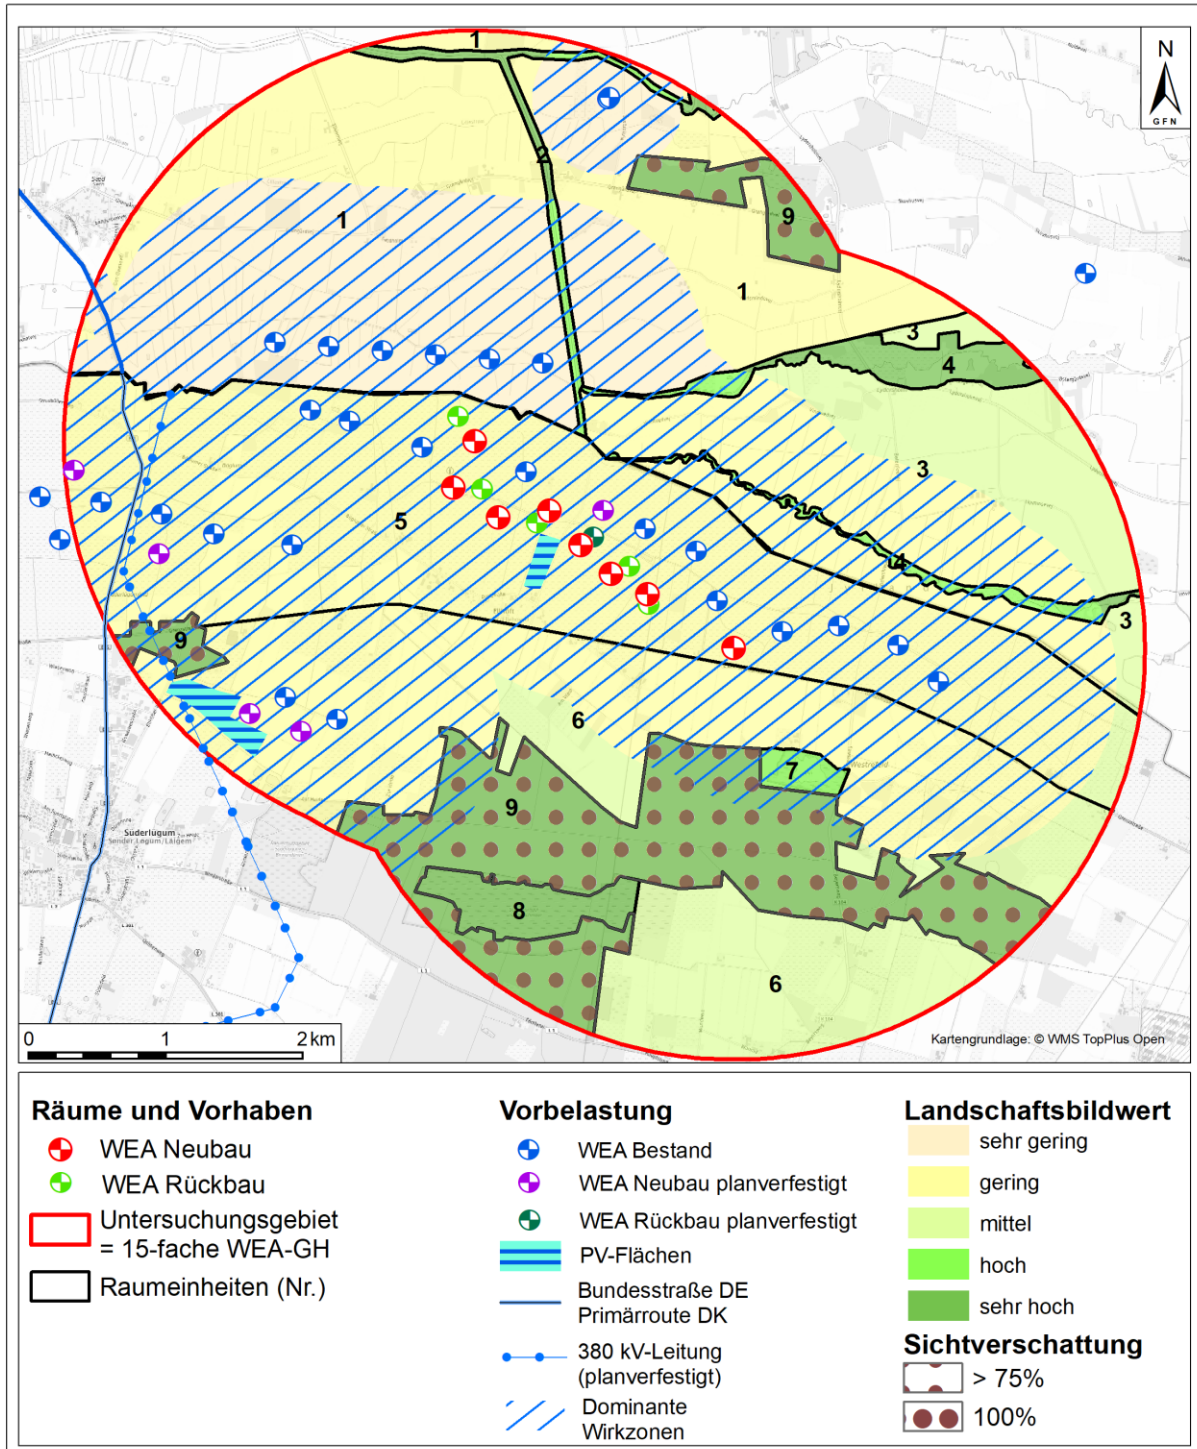 1
N
GFN
2
9
1
1
3
4
3
5
4
3
9
6
7
9
8
6
Süderlügum
Sønder Løgum/Läigem
0 1 2 km
Kartengrundlage: © WMS TopPlus Open
Räume und Vorhaben
WEA Neubau
WEA Rückbau
Untersuchungsgebiet
= 15-fache WEA-GH
Raumeinheiten (Nr.)
Vorbelastung
WEA Bestand
WEA Neubau planverfestigt
WEA Rückbau planverfestigt
PV-Flächen
Bundesstraße DE
Primärroute DK
380 kV-Leitung
(planverfestigt)
Dominante
Wirkzonen
Landschaftsbildwert
sehr gering
gering
mittel
hoch
sehr hoch
Sichtverschattung
> 75%
100%